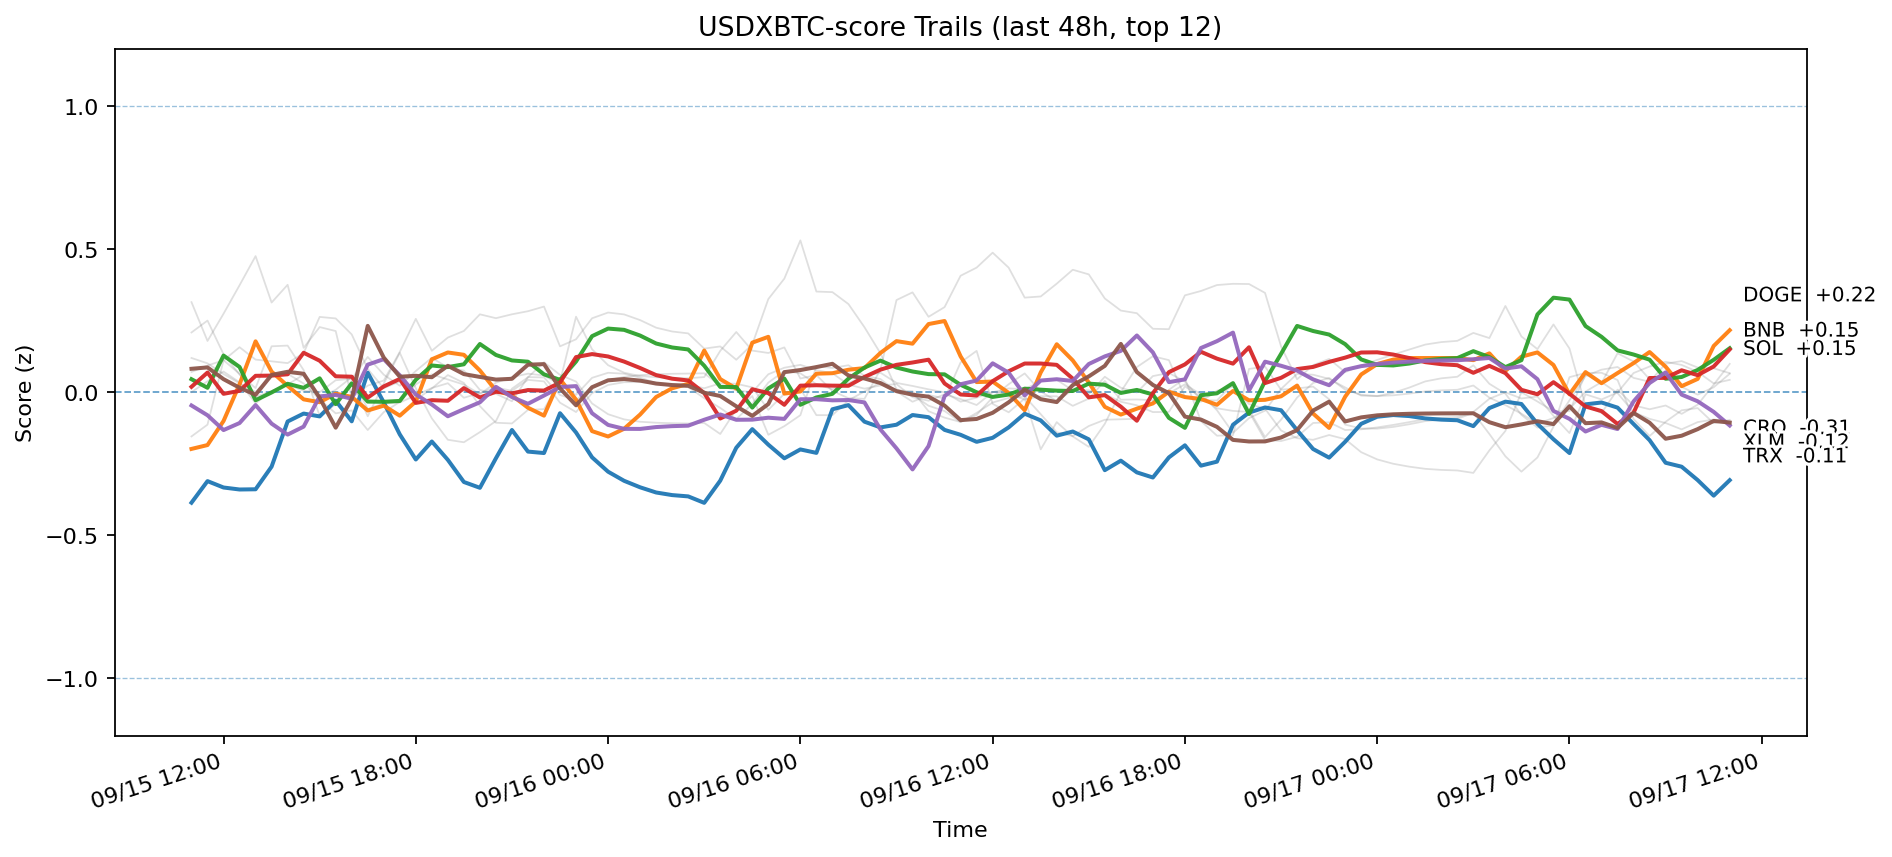 USDXBTC-score Trails (last 48h, top 12)
Score (z)
1.0
0.5
0.0
−0.5
−1.0
DOGE +0.22
BNB +0.15
SOL +0.15
CRO -0.31
XLM -0.12
TRX -0.11
09/15 12:00
09/15 18:00
09/16 00:00
09/16 06:00
09/16 12:00
09/16 18:00
09/17 00:00
09/17 06:00
09/17 12:00
Time